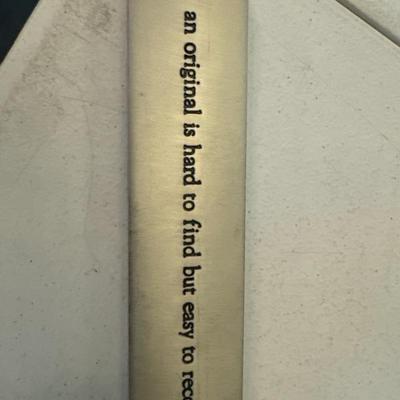 an original is hard to find but easy to